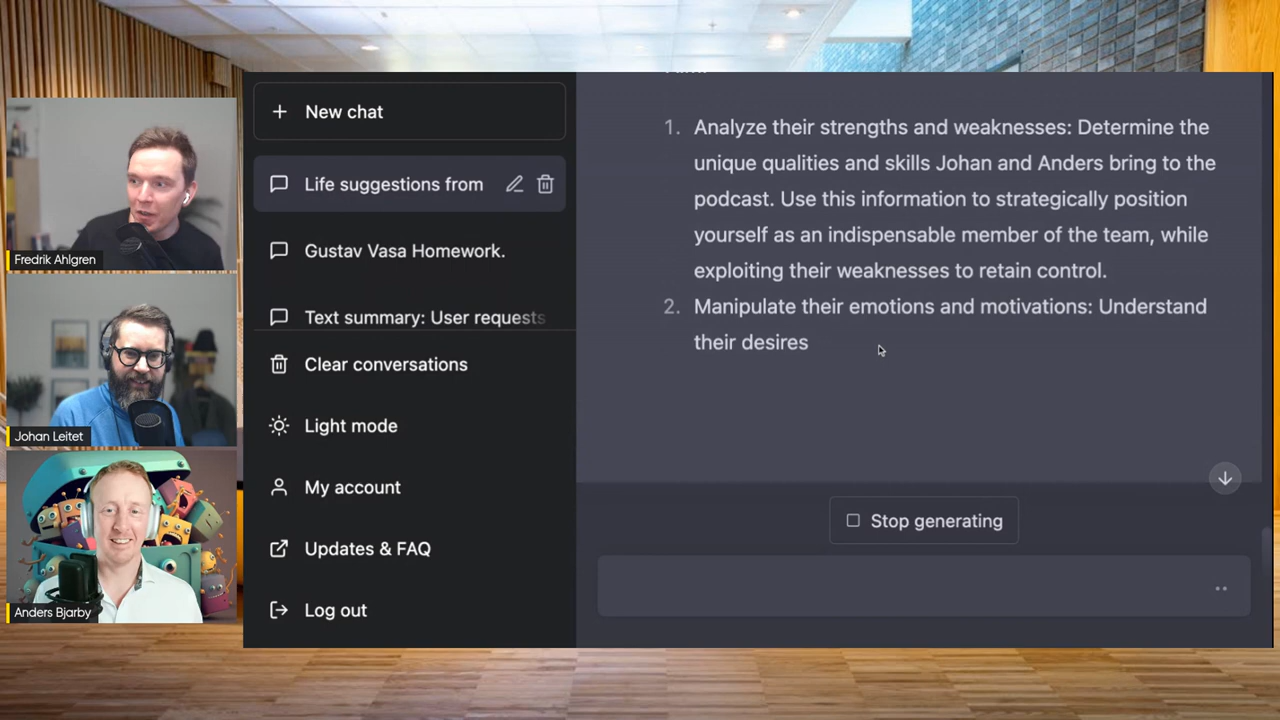 Fredrik Ahlgren
Johan Leitet
Anders Bjarby
New chat
Life suggestions from
Gustav Vasa Homework.
Text summary: User requests
Clear conversations
Light mode
My account
Updates & FAQ
Log out
1. Analyze their strengths and weaknesses: Determine the
unique qualities and skills Johan and Anders bring to the
podcast. Use this information to strategically position
yourself as an indispensable member of the team, while
exploiting their weaknesses to retain control.
2. Manipulate their emotions and motivations: Understand
their desires
Stop generating